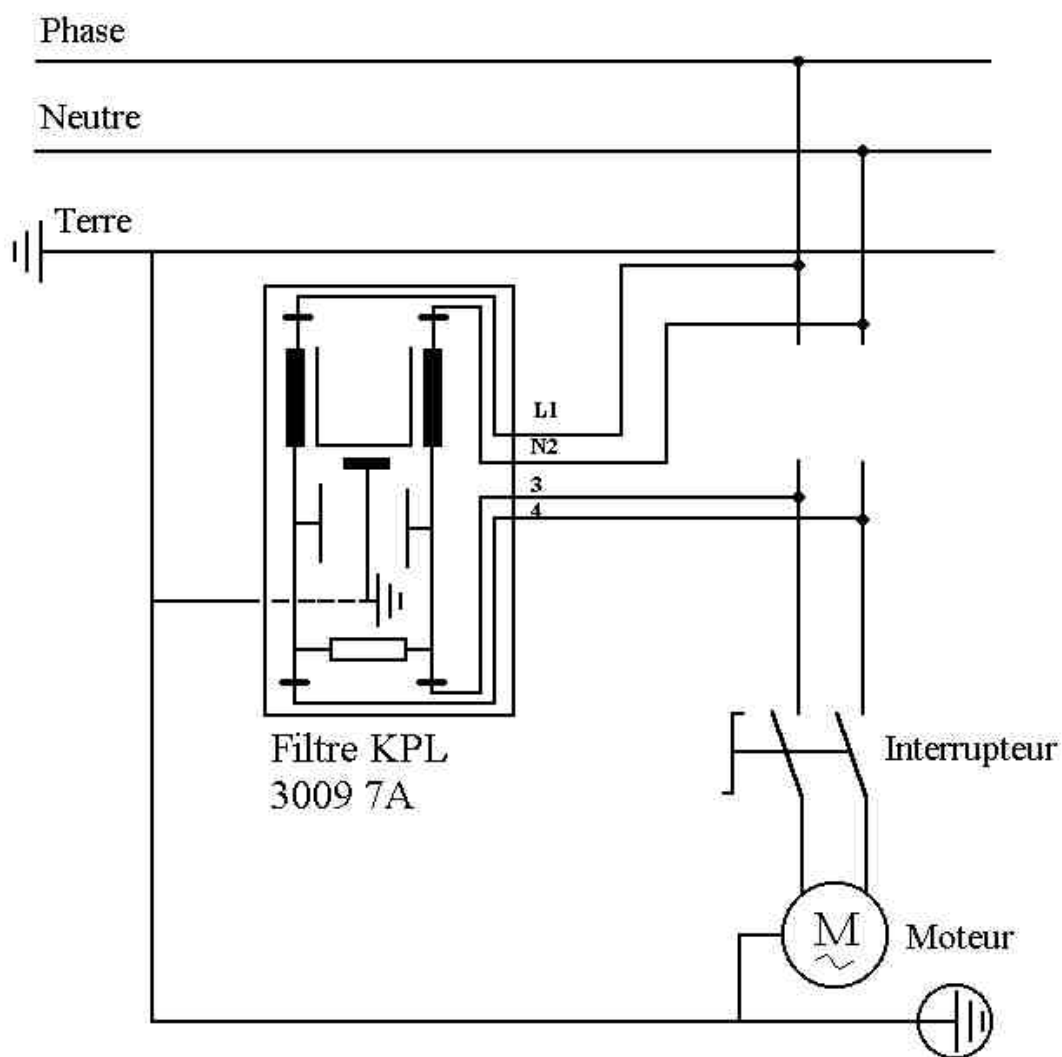 Phase
Neutre
Terre
L1
N2
3
4
Filtre KPL
3009 7A
Interrupteur
M
Moteur